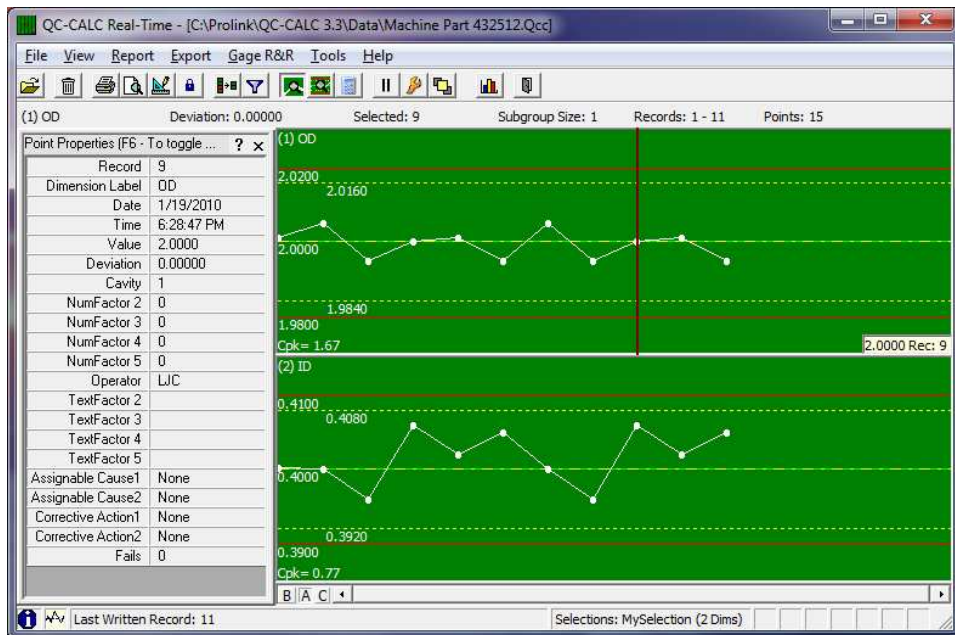 QC-CALC Real-Time - [C:\Prolink\QC-CALC 3.3\Data\Machine Part 432512.Qcc]
File View Report Export Gage R&R Tools Help
(1) OD Deviation: 0.00000 Selected: 9 Subgroup Size: 1 Records: 1 - 11 Points: 15
Point Properties (F6 - To toggle ... ? x
Record 9
Dimension Label OD
Date 1/19/2010
Time 6:28:47 PM
Value 2.0000
Deviation 0.00000
Cavity 1
NumFactor 2 0
NumFactor 3 0
NumFactor 4 0
NumFactor 5 0
Operator LJC
TextFactor 2
TextFactor 3
TextFactor 4
TextFactor 5
Assignable Cause1 None
Assignable Cause2 None
Corrective Action1 None
Corrective Action2 None
Fails 0
(1) OD
2.0200
2.0160
2.0000
1.9840
1.9800
Cpk= 1.67
2.0000 Rec: 9
(2) ID
0.4100
0.4080
0.4000
0.3920
0.3900
Cpk= 0.77
B A C
Last Written Record: 11 Selections: MySelection (2 Dims)